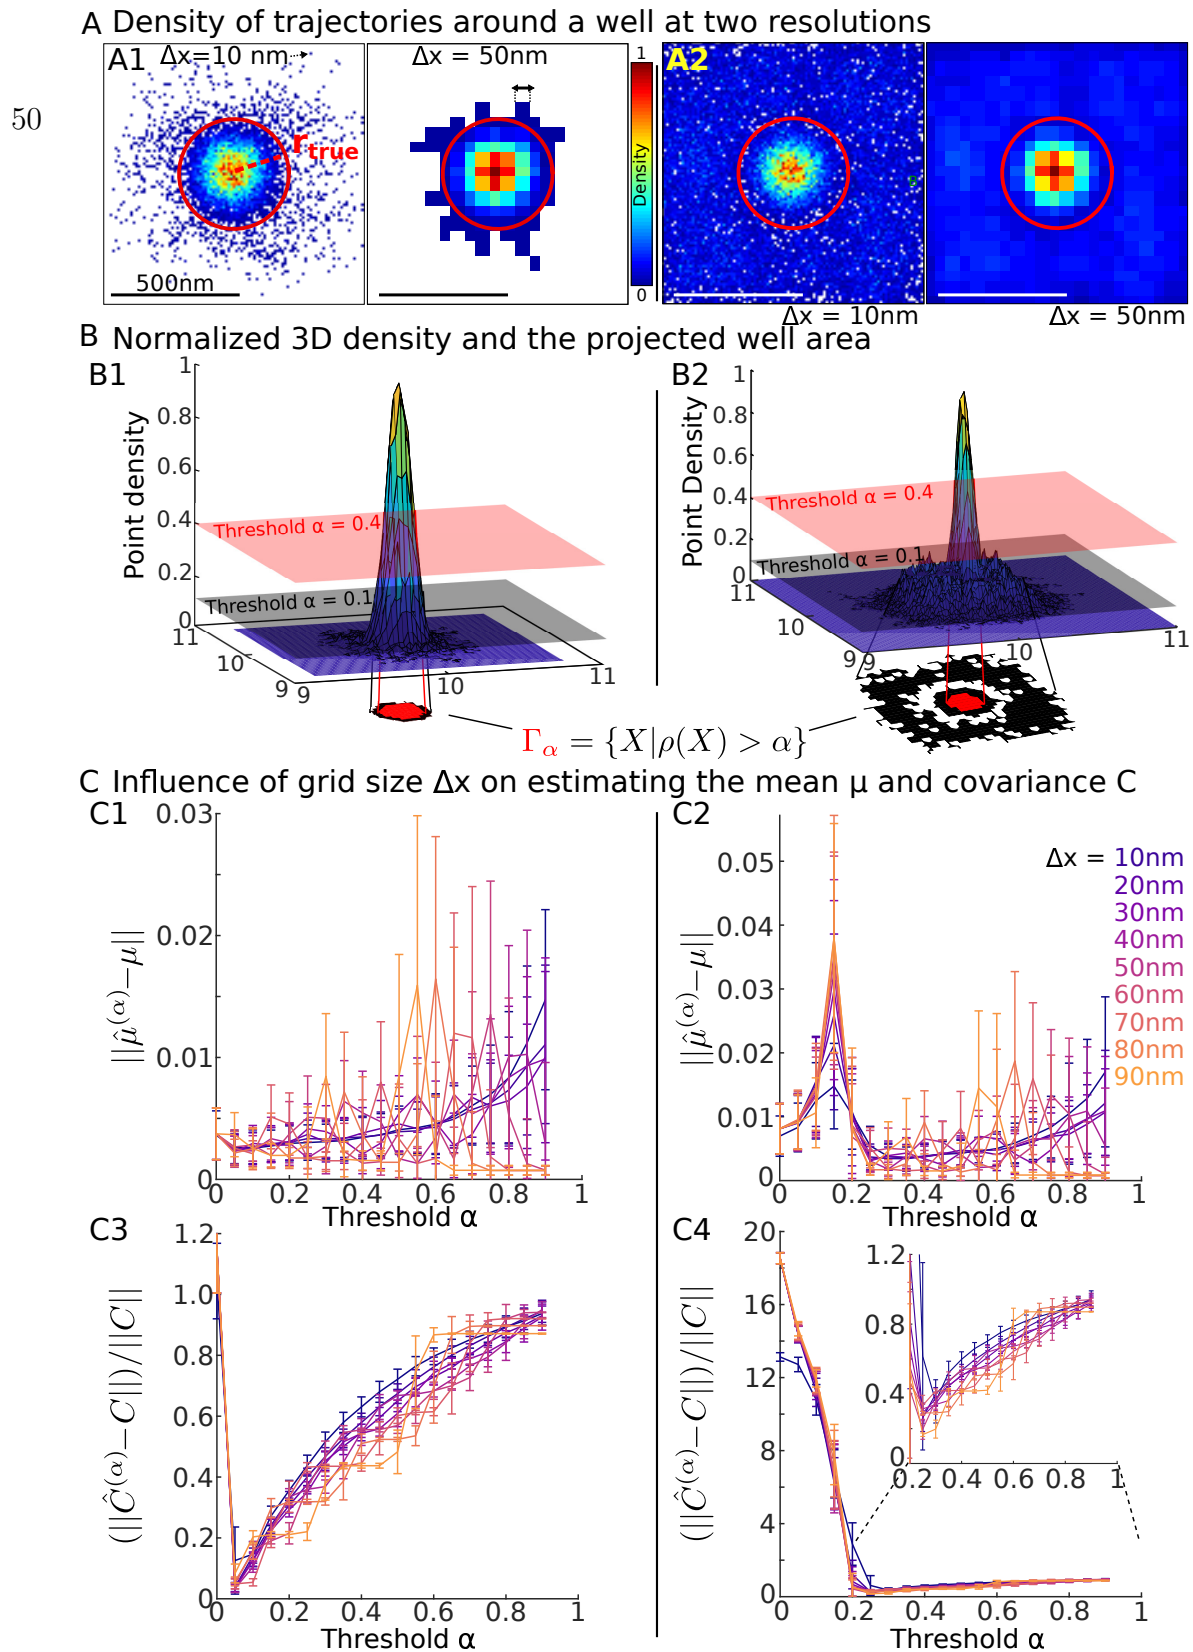 A Density of trajectories around a well at two resolutions
50
A1 Δx=10 nm
r_true
500nm
Δx = 50nm
1
Density
0
A2
Δx = 10nm
Δx = 50nm
B Normalized 3D density and the projected well area
B1
Point density
1
0.8
0.6
0.4
0.2
0
Threshold α = 0.4
Threshold α = 0.1
11
10
9
9
10
11
B2
Point Density
1
0.8
0.6
0.4
0.2
0
Threshold α = 0.4
Threshold α = 0.1
11
10
9
9
10
11
Γ_α = {X|ρ(X) > α}
C Influence of grid size Δx on estimating the mean μ and covariance C
C1
||μ̂^(α) − μ||
0.03
0.02
0.01
0
0 0.2 0.4 0.6 0.8 1
Threshold α
C2
||μ̂^(α) − μ||
0.05
0.04
0.03
0.02
0.01
0
0 0.2 0.4 0.6 0.8 1
Threshold α
Δx = 10nm
20nm
30nm
40nm
50nm
60nm
70nm
80nm
90nm
C3
(||Ĉ^(α) − C||)/||C||
1.2
1.0
0.8
0.6
0.4
0.2
0
0 0.2 0.4 0.6 0.8 1
Threshold α
C4
(||Ĉ^(α) − C||)/||C||
20
16
12
8
4
0
0 0.2 0.4 0.6 0.8 1
Threshold α
1.2
0.8
0.4
0
0.2 0.4 0.6 0.8 1